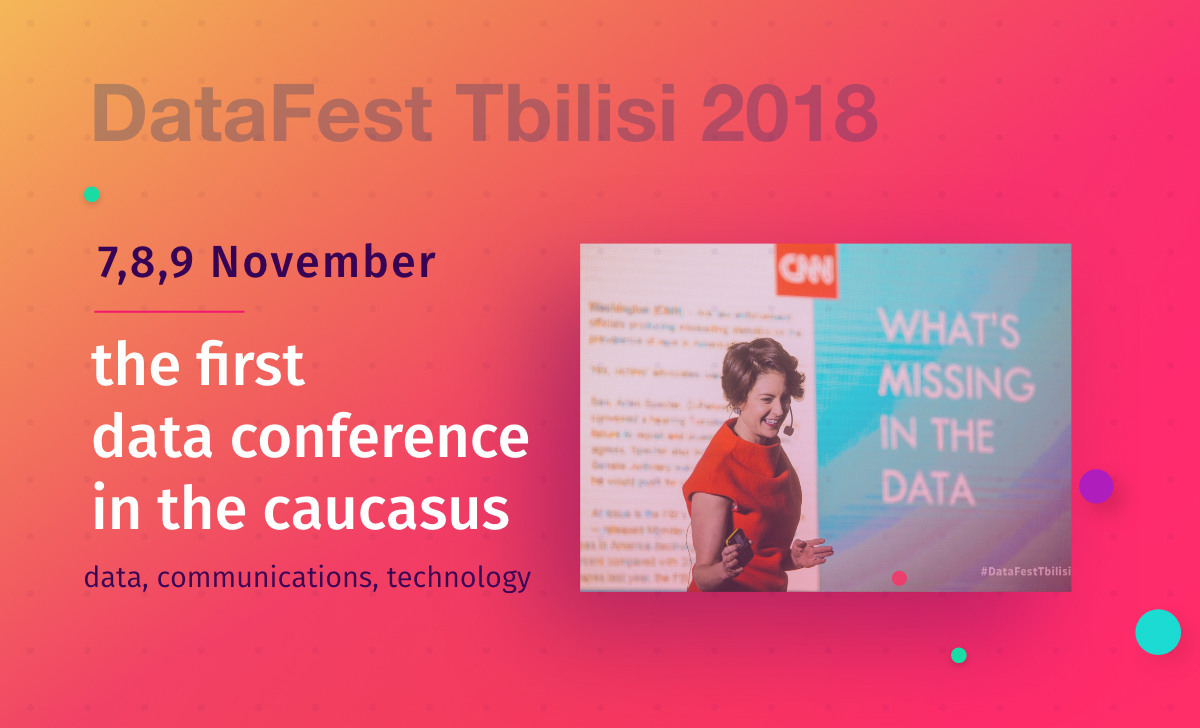 DataFest Tbilisi 2018
7,8,9 November
the first
data conference
in the caucasus
data, communications, technology
CNN
WHAT'S
MISSING
IN THE
DATA
#DataFestTbilisi